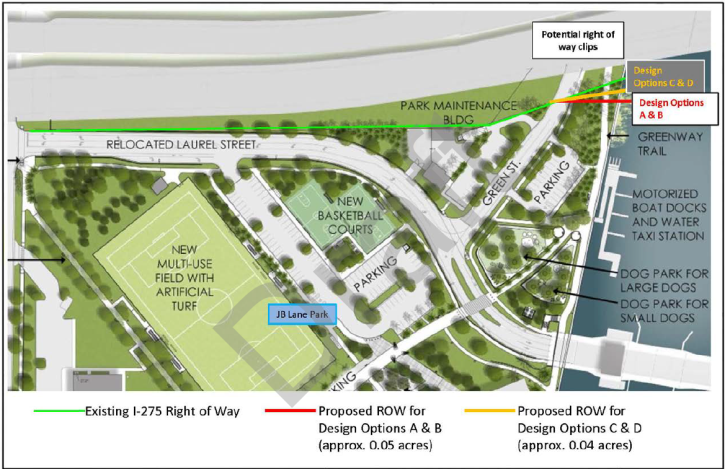 Potential right of
way clips
Design
Options C & D
Design Options
A & B
PARK MAINTENANCE
BLDG
RELOCATED LAUREL STREET
GREENWAY
TRAIL
GREEN ST.
PARKING
NEW
BASKETBALL
COURTS
MOTORIZED
BOAT DOCKS
AND WATER
TAXI STATION
NEW
MULTI-USE
FIELD WITH
ARTIFICIAL
TURF
PARKING
DOG PARK FOR
LARGE DOGS
DOG PARK FOR
SMALL DOGS
JB Lane Park
KING
Existing I-275 Right of Way
Proposed ROW for
Design Options A & B
(approx. 0.05 acres)
Proposed ROW for
Design Options C & D
(approx. 0.04 acres)